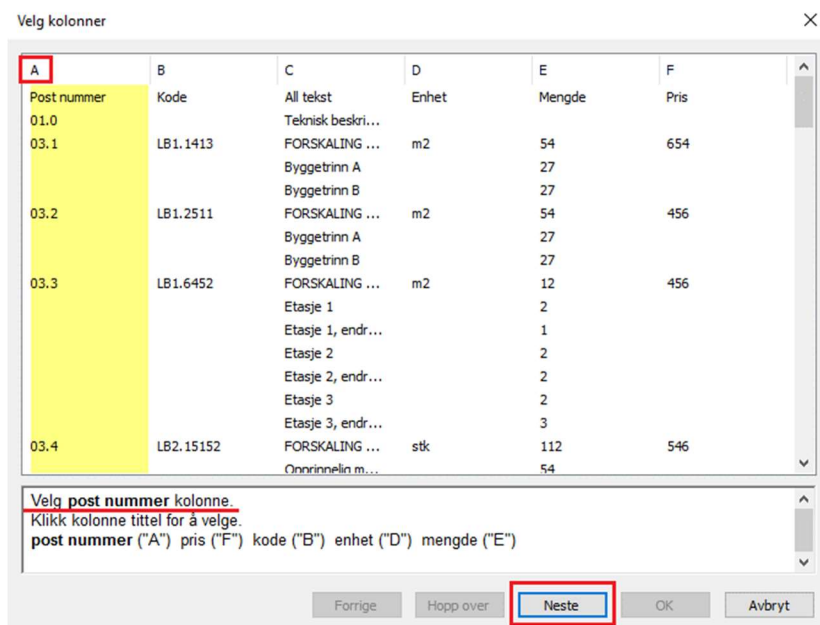 Velg kolonner
A B C D E F
Post nummer Kode All tekst Enhet Mengde Pris
01.0 Teknisk beskri...
03.1 LB1.1413 FORSKALING ... m2 54 654
Byggetrinn A 27
Byggetrinn B 27
03.2 LB1.2511 FORSKALING ... m2 54 456
Byggetrinn A 27
Byggetrinn B 27
03.3 LB1.6452 FORSKALING ... m2 12 456
Etasje 1 2
Etasje 1, endr... 1
Etasje 2 2
Etasje 2, endr... 2
Etasje 3 2
Etasje 3, endr... 3
03.4 LB2.15152 FORSKALING ... stk 112 546
Opprinnelig m... 54
Velg post nummer kolonne.
Klikk kolonne tittel for å velge.
post nummer ("A") pris ("F") kode ("B") enhet ("D") mengde ("E")
Forrige Hopp over Neste OK Avbryt